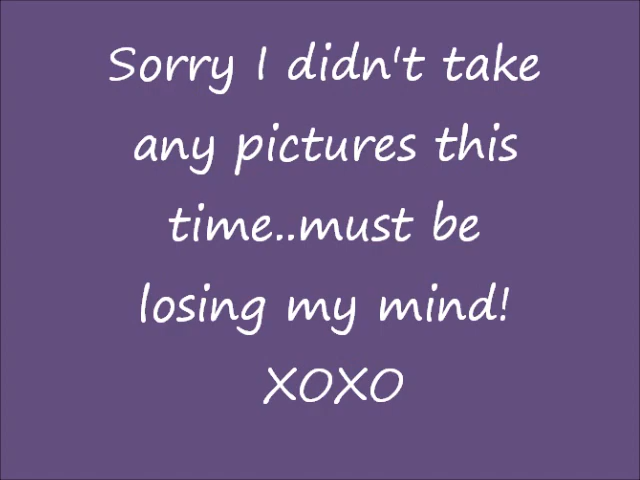 Sorry I didn't take
any pictures this
time..must be
losing my mind!
XOXO